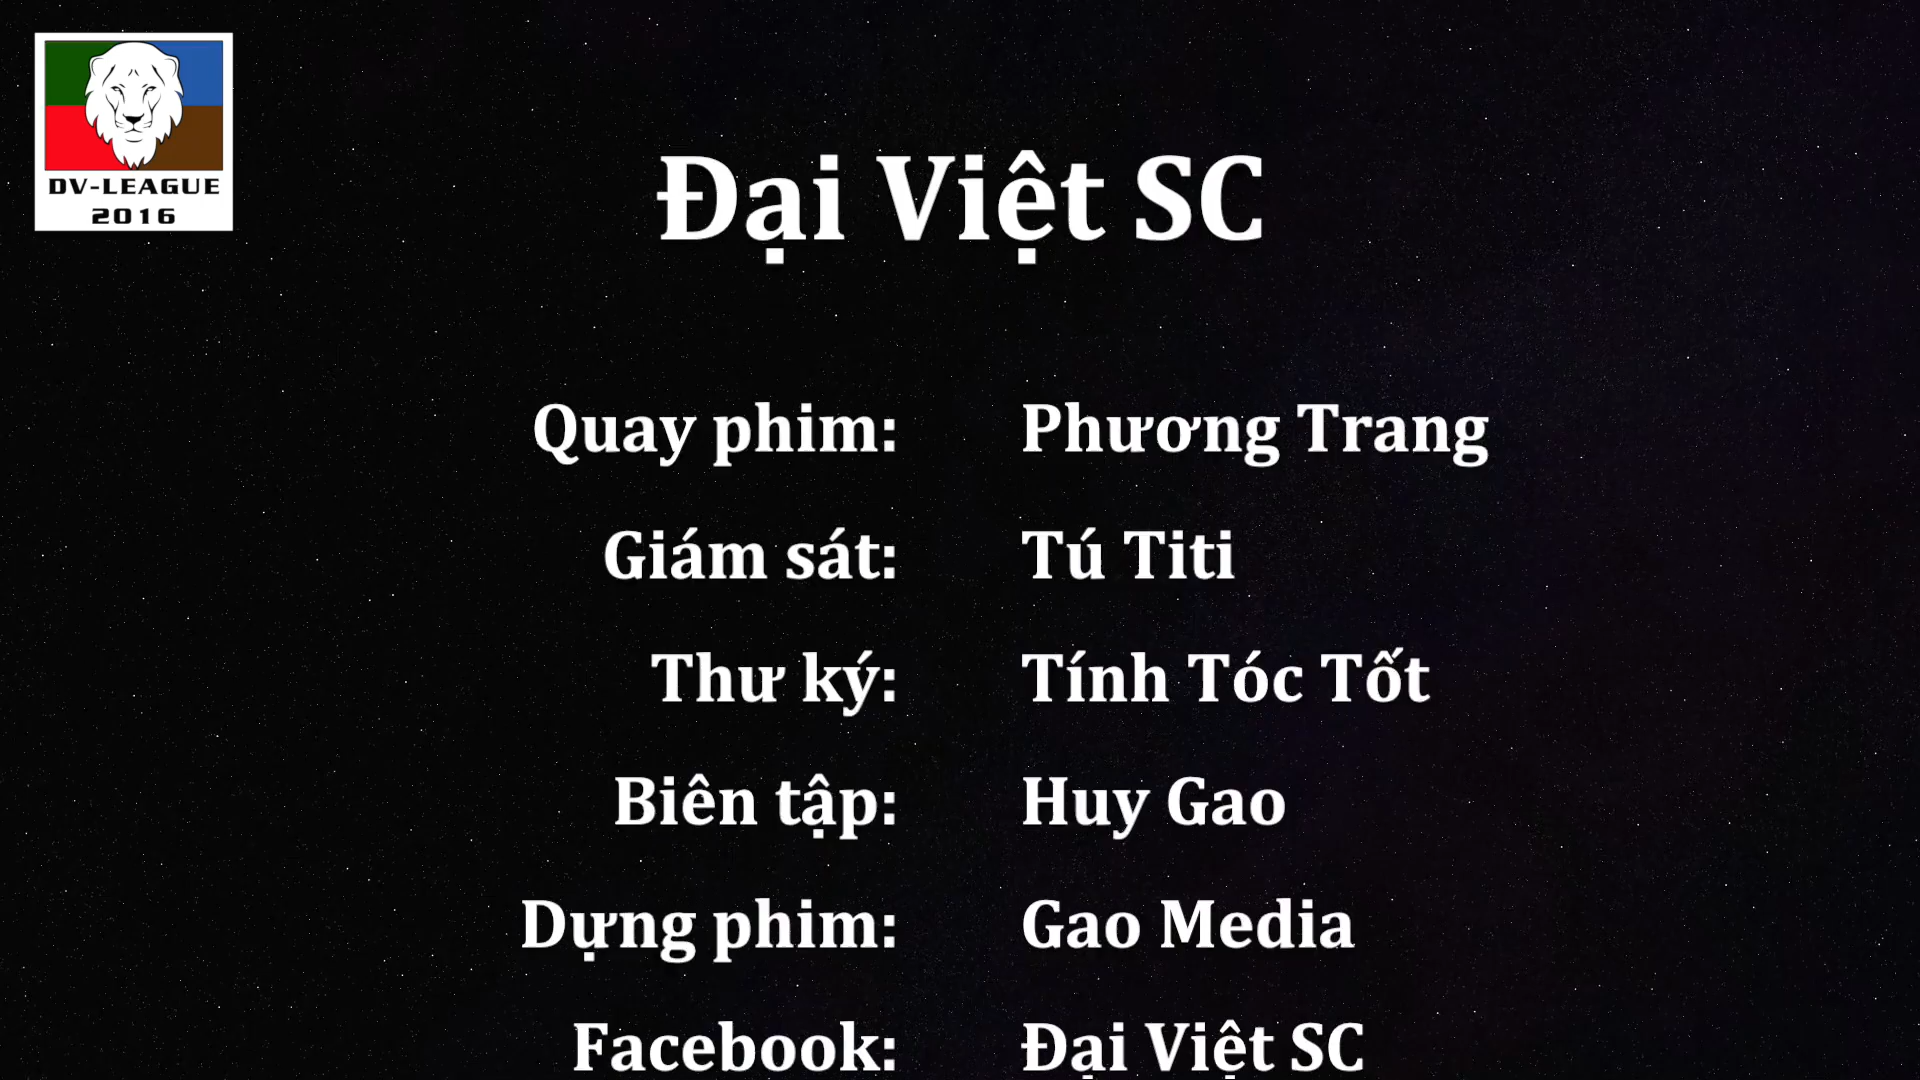 DV-LEAGUE
2016
Đại Việt SC
Quay phim: Phương Trang
Giám sát: Tú Titi
Thư ký: Tính Tóc Tốt
Biên tập: Huy Gao
Dựng phim: Gao Media
Facebook: Đại Việt SC